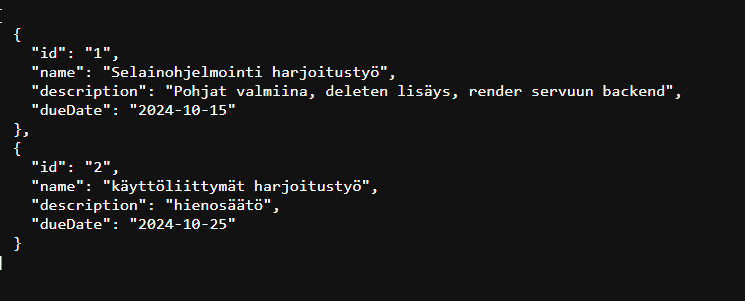 [
{
"id": "1",
"name": "Selainohjelmointi harjoitustyö",
"description": "Pohjat valmiina, deleten lisäys, render servuun backend",
"dueDate": "2024-10-15"
},
{
"id": "2",
"name": "käyttöliittymät harjoitustyö",
"description": "hienosäätö",
"dueDate": "2024-10-25"
}
]